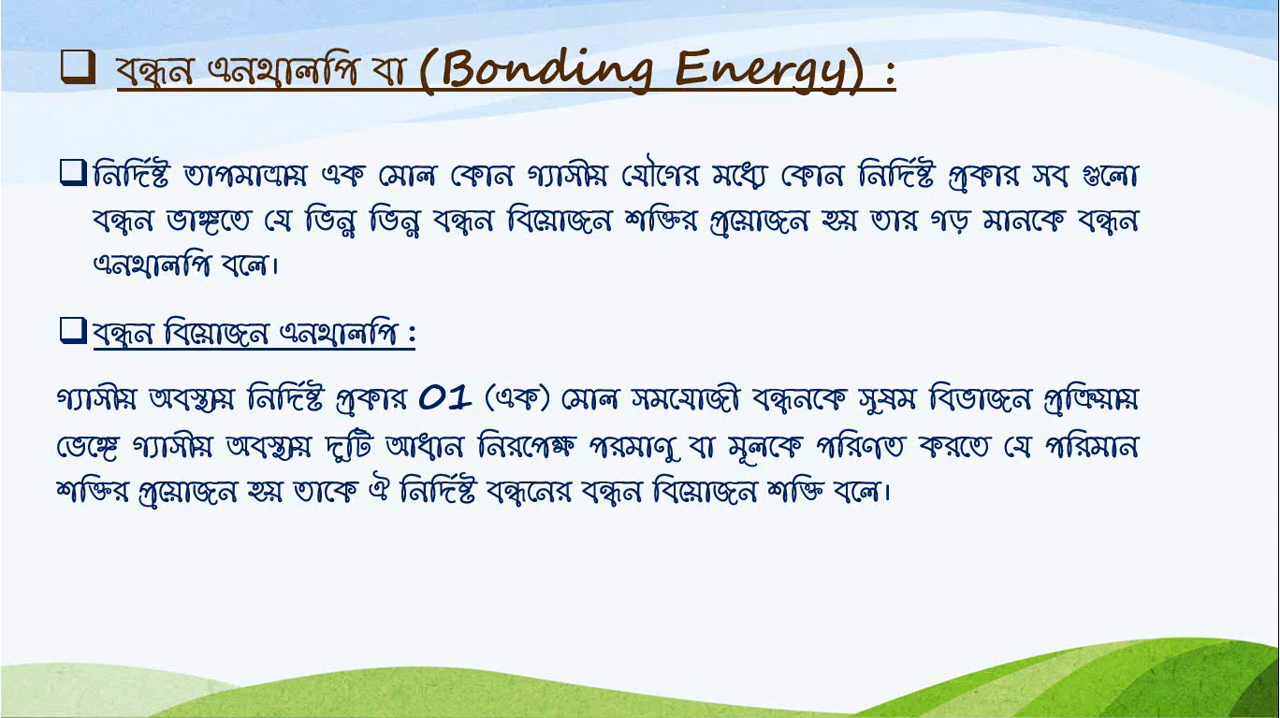 বন্ধন এনথালপি বা (Bonding Energy) :
নির্দিষ্ট তাপমাত্রায় এক মোল কোন গ্যাসীয় যৌগের মধ্যে কোন নির্দিষ্ট প্রকার সব গুলো
বন্ধন ভাঙ্গতে যে ভিন্ন ভিন্ন বন্ধন বিয়োজন শক্তির প্রয়োজন হয় তার গড় মানকে বন্ধন
এনথালপি বলে।
বন্ধন বিয়োজন এনথালপি :
গ্যাসীয় অবস্থায় নির্দিষ্ট প্রকার 01 (এক) মোল সমযোজী বন্ধনকে সুষম বিভাজন প্রক্রিয়ায়
ভেঙ্গে গ্যাসীয় অবস্থায় দুটি আধান নিরপেক্ষ পরমাণু বা মূলকে পরিণত করতে যে পরিমান
শক্তির প্রয়োজন হয় তাকে ঐ নির্দিষ্ট বন্ধনের বন্ধন বিয়োজন শক্তি বলে।